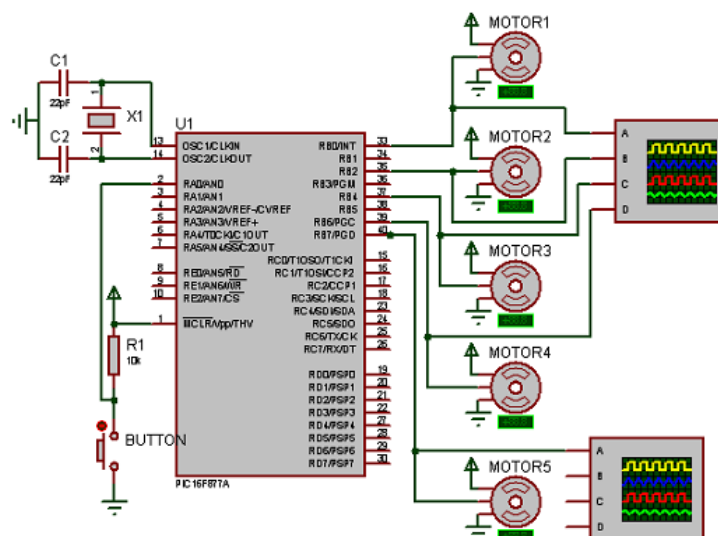 C1
22pF
1
X1
2
C2
22pF
U1
13 OSC1/CLKIN
14 OSC2/CLKOUT
2 RA0/AN0
3 RA1/AN1
4 RA2/AN2/VREF-/CVREF
5 RA3/AN3/VREF+
6 RA4/T0CKI/C1OUT
7 RA5/AN4/SS/C2OUT
8 RE0/AN5/RD
9 RE1/AN6/WR
10 RE2/AN7/CS
1 MCLR/Vpp/THV
RB0/INT 33
RB1 34
RB2 35
RB3/PGM 36
RB4 37
RB5 38
RB6/PGC 39
RB7/PGD 40
RC0/T1OSO/T1CKI 15
RC1/T1OSI/CCP2 16
RC2/CCP1 17
RC3/SCK/SCL 18
RC4/SDI/SDA 23
RC5/SDO 24
RC6/TX/CK 25
RC7/RX/DT 26
RD0/PSP0 19
RD1/PSP1 20
RD2/PSP2 21
RD3/PSP3 22
RD4/PSP4 27
RD5/PSP5 28
RD6/PSP6 29
RD7/PSP7 30
PIC16F877A
R1
10k
BUTTON
MOTOR1
MOTOR2
MOTOR3
MOTOR4
MOTOR5
A
B
C
D
A
B
C
D